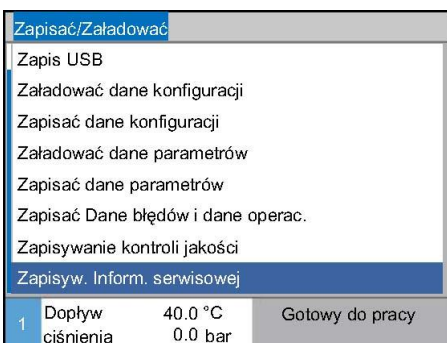 Zapisać/Załadować
Zapis USB
Załadować dane konfiguracji
Zapisać dane konfiguracji
Załadować dane parametrów
Zapisać dane parametrów
Zapisać Dane błędów i dane operac.
Zapisywanie kontroli jakości
Zapisyw. Inform. serwisowej
1 Dopływ 40.0 °C Gotowy do pracy
ciśnienia 0.0 bar